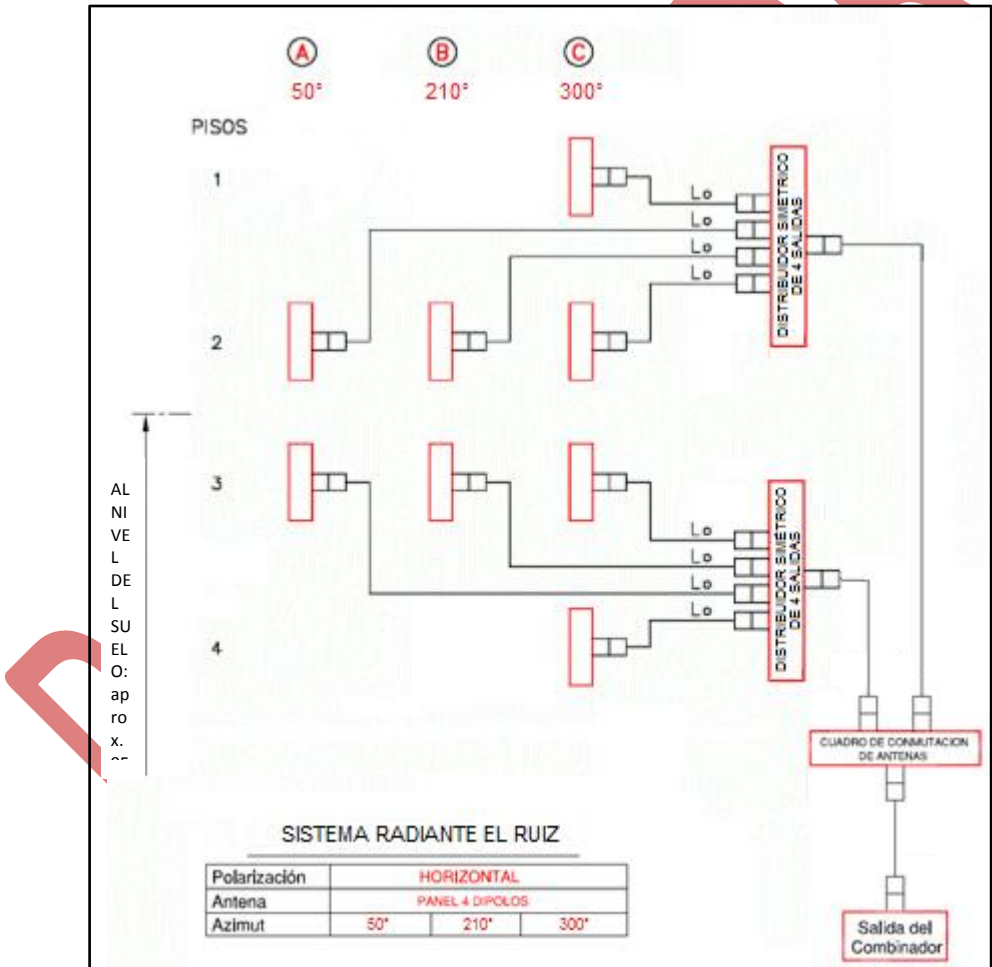 A B C
50° 210° 300°
PISOS
1
Lo
Lo
Lo
Lo
DISTRIBUIDOR SIMETRICO
DE 4 SALIDAS
2
3
Lo
Lo
Lo
Lo
DISTRIBUIDOR SIMÉTRICO
DE 4 SALIDAS
4
AL
NI
VE
L
DE
L
SU
EL
O:
ap
ro
x.
CUADRO DE CONMUTACION
DE ANTENAS
SISTEMA RADIANTE EL RUIZ
Polarización HORIZONTAL
Antena PANEL 4 DIPOLOS
Azimut 50° 210° 300°
Salida del
Combinador